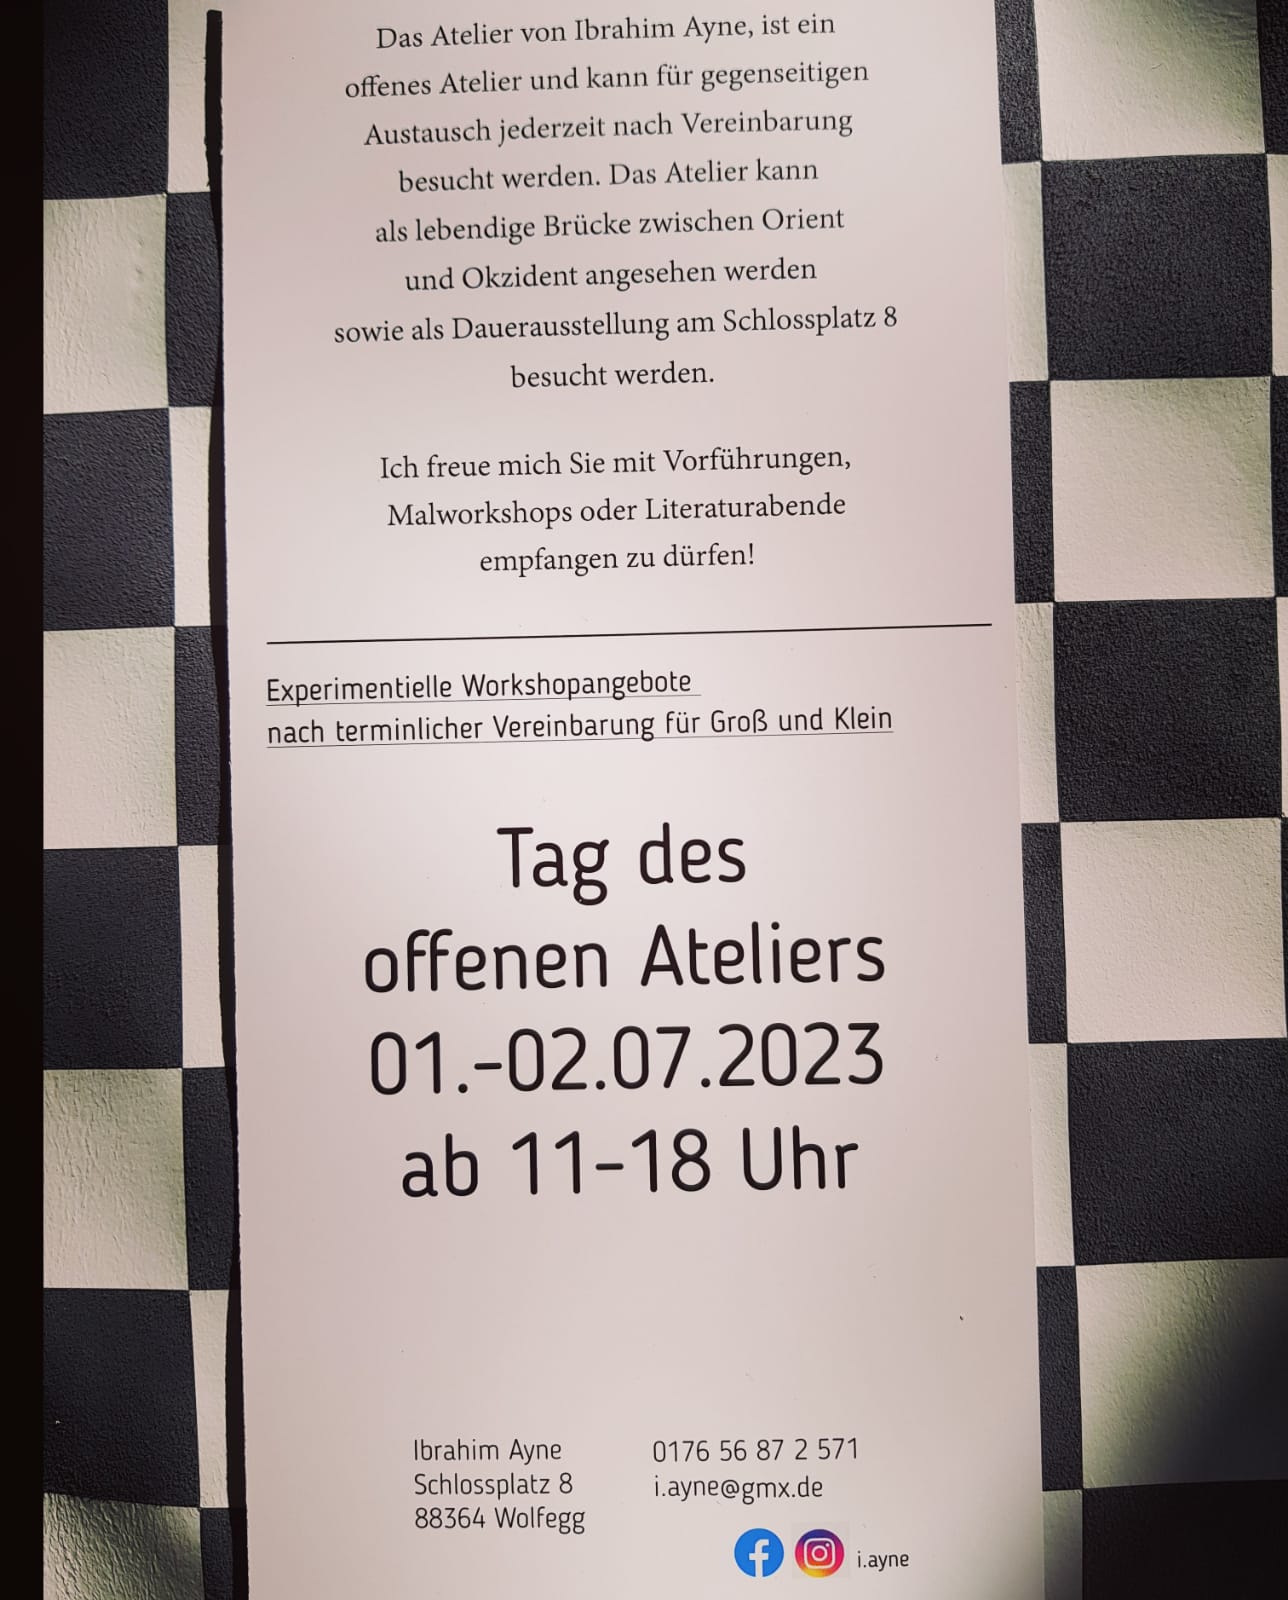 Das Atelier von Ibrahim Ayne, ist ein
offenes Atelier und kann für gegenseitigen
Austausch jederzeit nach Vereinbarung
besucht werden. Das Atelier kann
als lebendige Brücke zwischen Orient
und Okzident angesehen werden
sowie als Dauerausstellung am Schlossplatz 8
besucht werden.
Ich freue mich Sie mit Vorführungen,
Malworkshops oder Literaturabende
empfangen zu dürfen!
Experimentielle Workshopangebote
nach terminlicher Vereinbarung für Groß und Klein
Tag des
offenen Ateliers
01.-02.07.2023
ab 11-18 Uhr
Ibrahim Ayne
Schlossplatz 8
88364 Wolfegg
0176 56 87 2 571
i.ayne@gmx.de
i.ayne